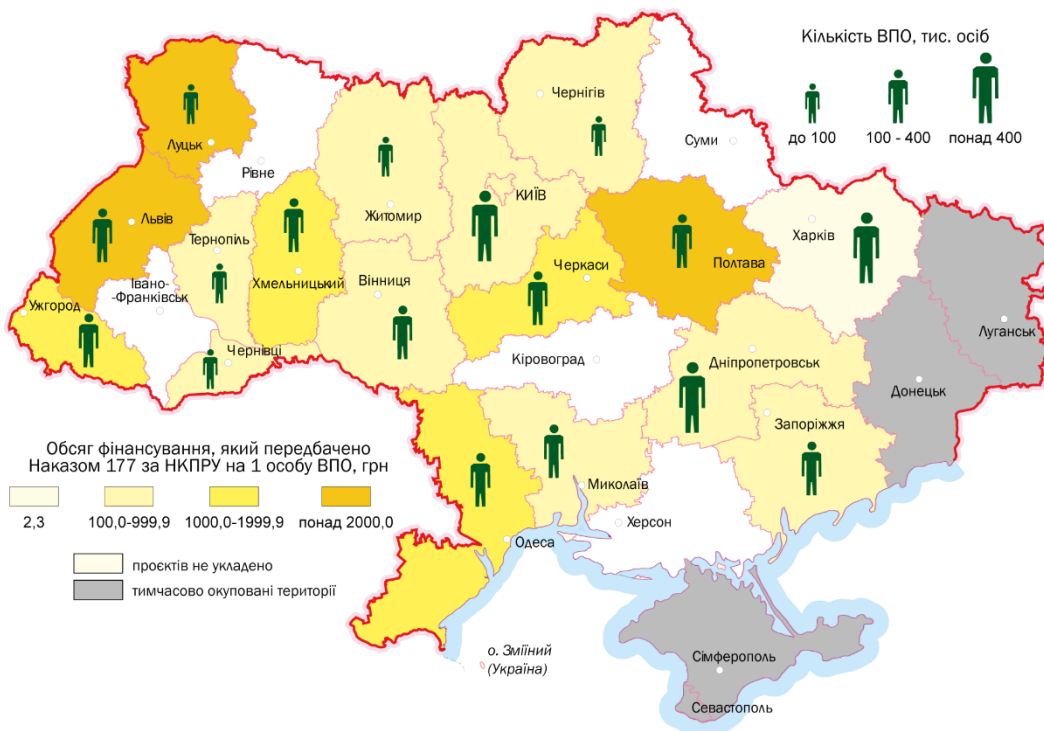 Кількість ВПО, тис. осіб
до 100
100 - 400
понад 400
Чернігів
Суми
Луцьк
Рівне
Житомир
КИЇВ
Львів
Тернопіль
Харків
Полтава
Черкаси
Вінниця
Хмельницький
Івано-
-Франківськ
Ужгород
Луганськ
Чернівці
Кіровоград
Дніпропетровськ
Донецьк
Запоріжжя
Миколаїв
Херсон
Одеса
о. Зміїний
(Україна)
Сімферополь
Севастополь
Обсяг фінансування, який передбачено
Наказом 177 за НКПРУ на 1 особу ВПО, грн
2,3
100,0-999,9
1000,0-1999,9
понад 2000,0
проєктів не укладено
тимчасово окуповані території